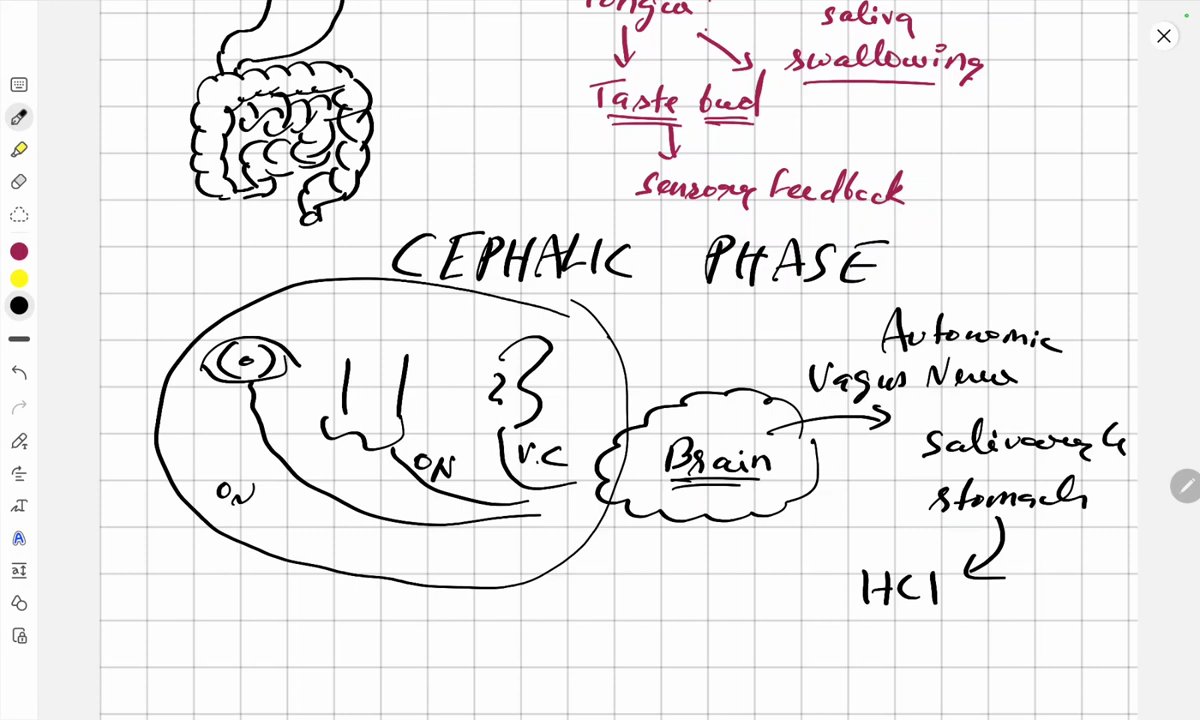 saliva
swallowing
Taste bud
sensory feedback
CEPHALIC PHASE
Autonomic
Vagus Nerve
ON
V.C
Brain
salivary G
stomach
ON
HCl